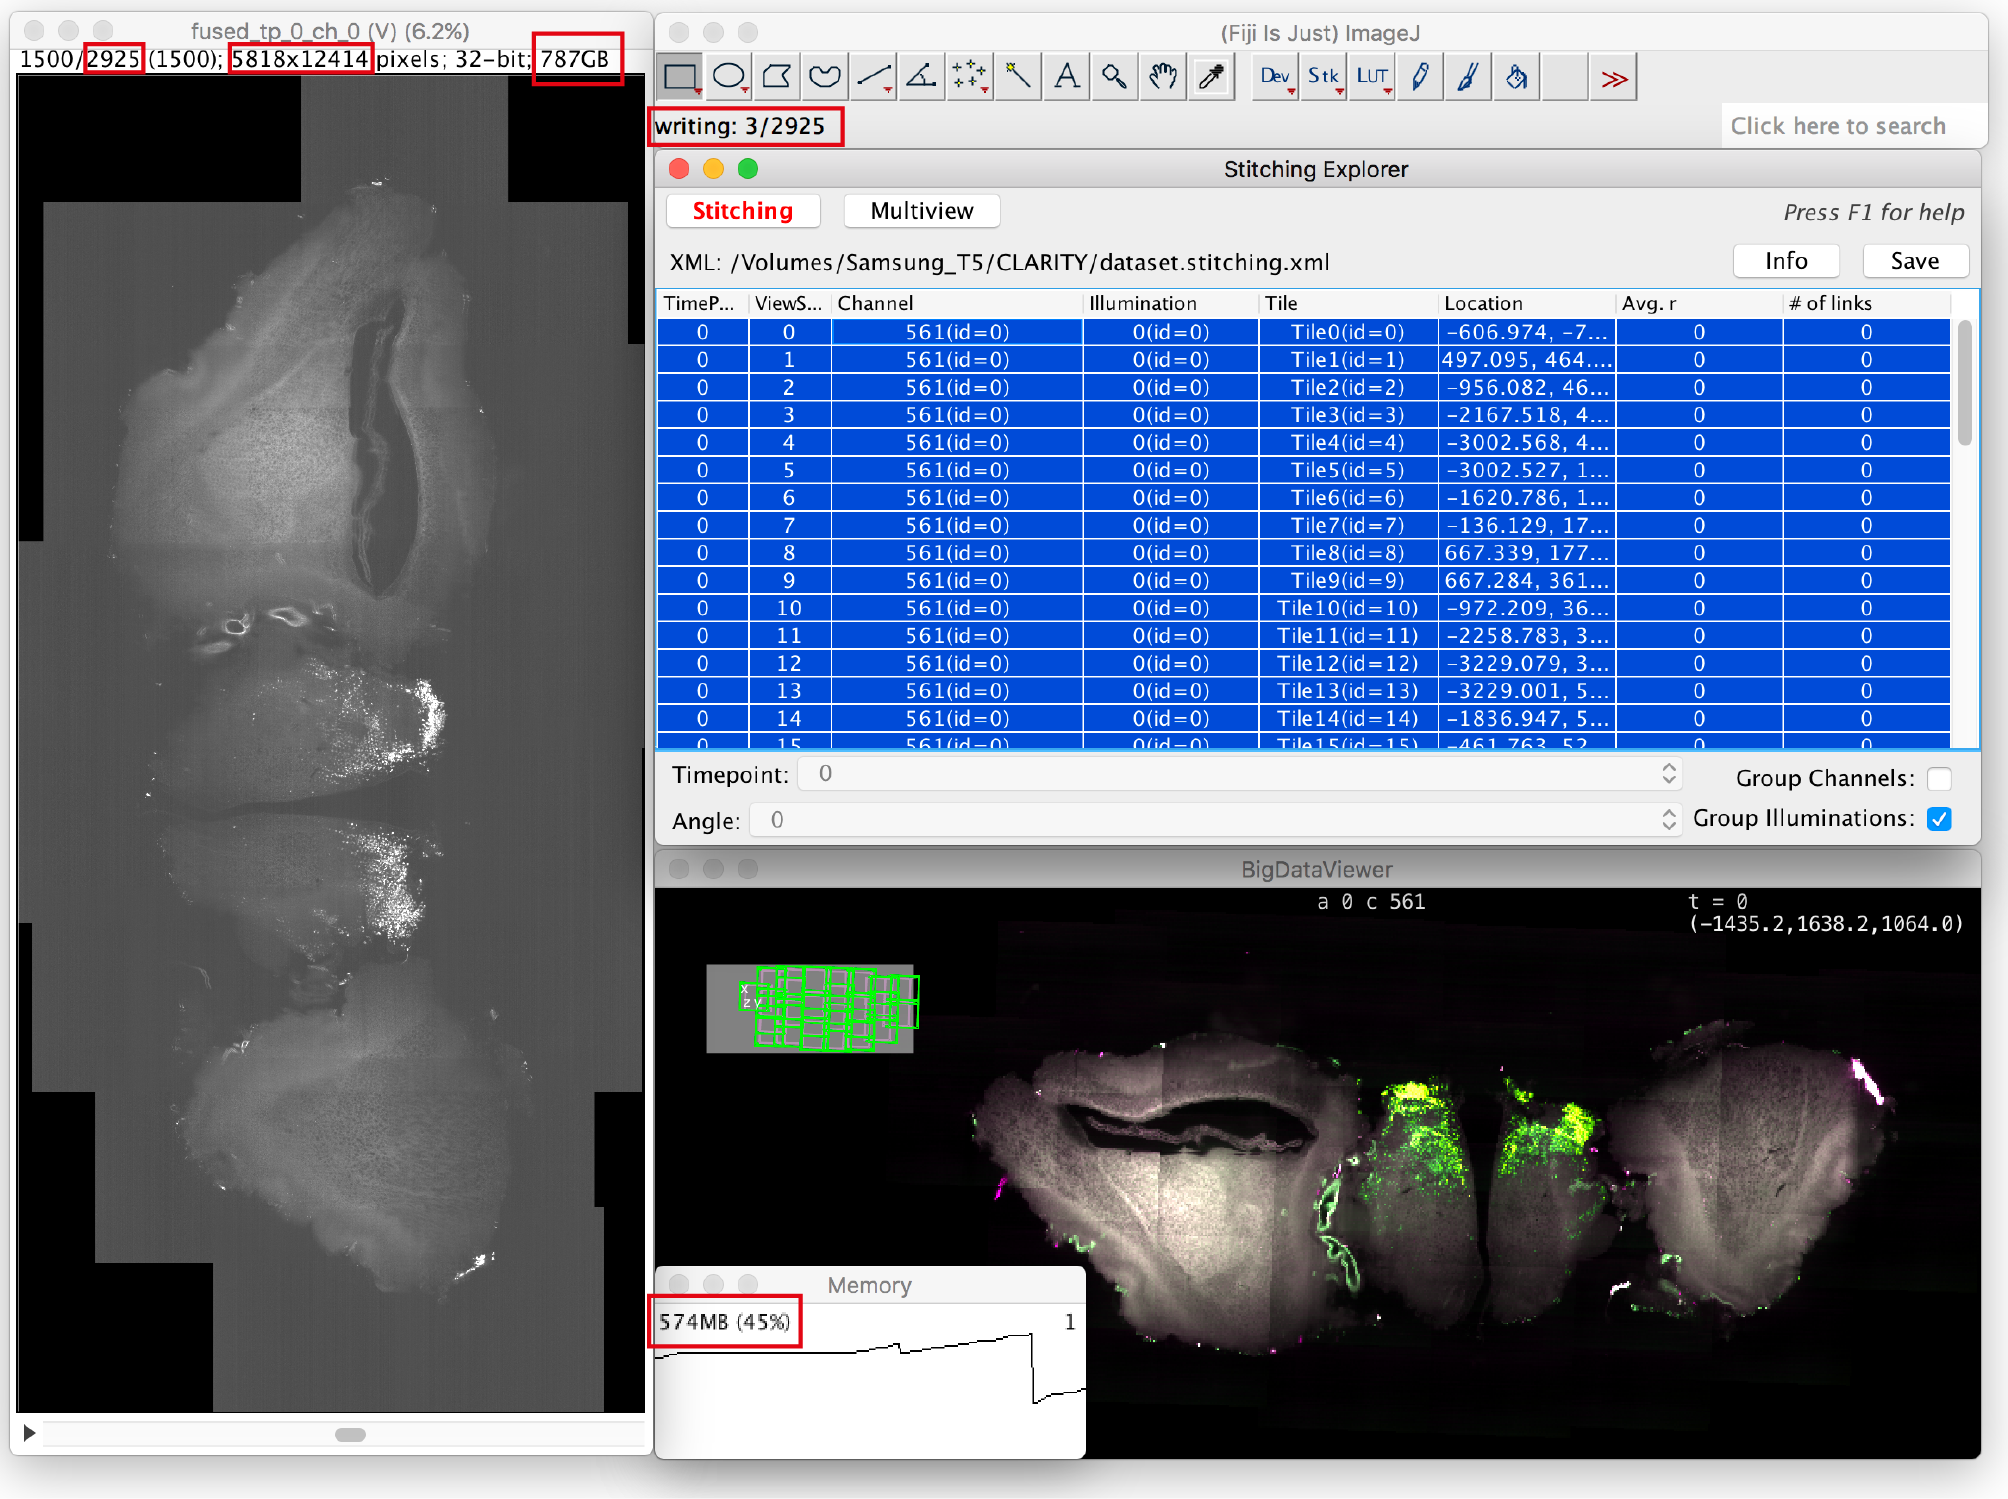 fused_tp_0_ch_0 (V) (6.2%)
1500/2925 (1500); 5818x12414 pixels; 32-bit; 787GB
(Fiji Is Just) ImageJ
A Dev Stk LUT >>
writing: 3/2925
Click here to search
Stitching Explorer
Stitching Multiview
Press F1 for help
XML: /Volumes/Samsung_T5/CLARITY/dataset.stitching.xml
Info Save
TimeP... ViewS... Channel Illumination Tile Location Avg. r # of links
0 0 561(id=0) 0(id=0) Tile0(id=0) -606.974, -7... 0 0
0 1 561(id=0) 0(id=0) Tile1(id=1) 497.095, 464.... 0 0
0 2 561(id=0) 0(id=0) Tile2(id=2) -956.082, 46... 0 0
0 3 561(id=0) 0(id=0) Tile3(id=3) -2167.518, 4... 0 0
0 4 561(id=0) 0(id=0) Tile4(id=4) -3002.568, 4... 0 0
0 5 561(id=0) 0(id=0) Tile5(id=5) -3002.527, 1... 0 0
0 6 561(id=0) 0(id=0) Tile6(id=6) -1620.786, 1... 0 0
0 7 561(id=0) 0(id=0) Tile7(id=7) -136.129, 17... 0 0
0 8 561(id=0) 0(id=0) Tile8(id=8) 667.339, 177... 0 0
0 9 561(id=0) 0(id=0) Tile9(id=9) 667.284, 361... 0 0
0 10 561(id=0) 0(id=0) Tile10(id=10) -972.209, 36... 0 0
0 11 561(id=0) 0(id=0) Tile11(id=11) -2258.783, 3... 0 0
0 12 561(id=0) 0(id=0) Tile12(id=12) -3229.079, 3... 0 0
0 13 561(id=0) 0(id=0) Tile13(id=13) -3229.001, 5... 0 0
0 14 561(id=0) 0(id=0) Tile14(id=14) -1836.947, 5... 0 0
0 15 561(id=0) 0(id=0) Tile15(id=15) -461.763, 52... 0 0
Timepoint: 0
Group Channels:
Angle: 0
Group Illuminations:
BigDataViewer
a 0 c 561
t = 0
(-1435.2,1638.2,1064.0)
x
z y
Memory
574MB (45%)
1